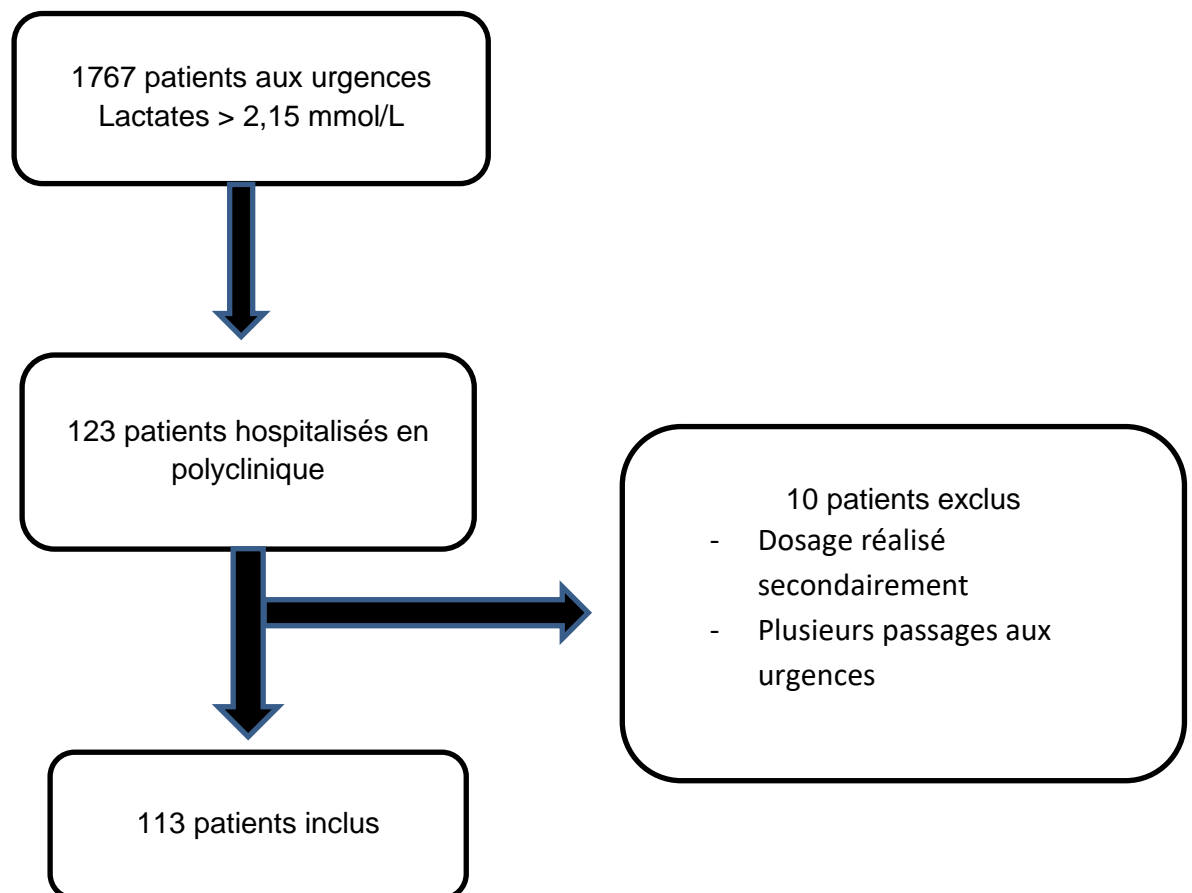 1767 patients aux urgences
Lactates > 2,15 mmol/L
123 patients hospitalisés en
polyclinique
10 patients exclus
- Dosage réalisé
secondairement
- Plusieurs passages aux
urgences
113 patients inclus